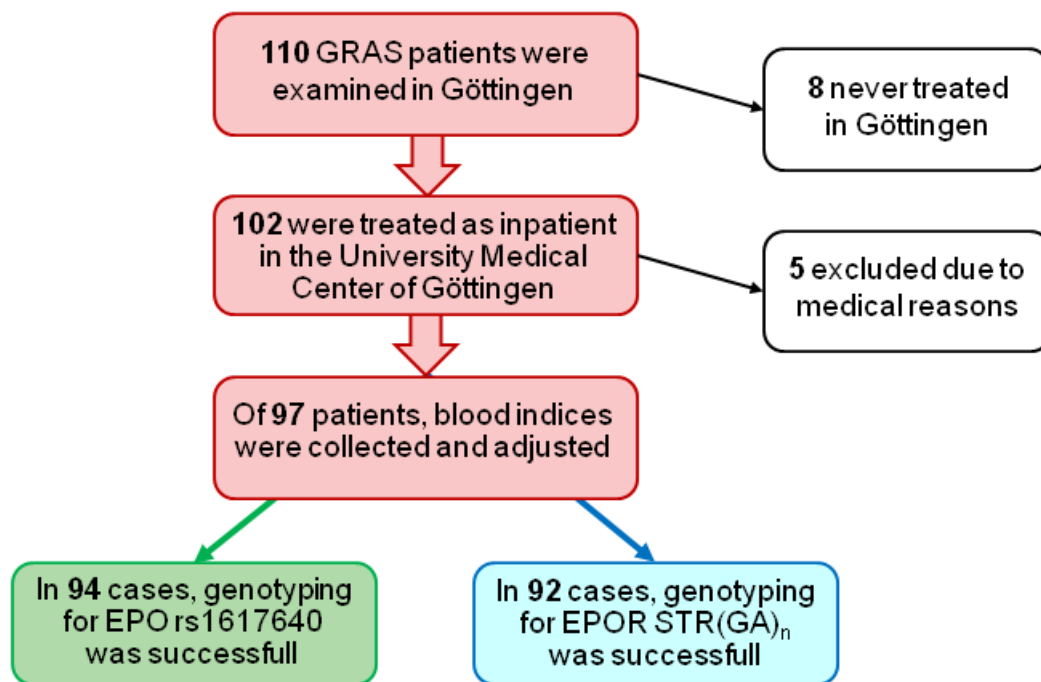 110 GRAS patients were
examined in Göttingen
8 never treated
in Göttingen
102 were treated as inpatient
in the University Medical
Center of Göttingen
5 excluded due to
medical reasons
Of 97 patients, blood indices
were collected and adjusted
In 94 cases, genotyping
for EPO rs1617640
was successfull
In 92 cases, genotyping
for EPOR STR(GA)n
was successfull